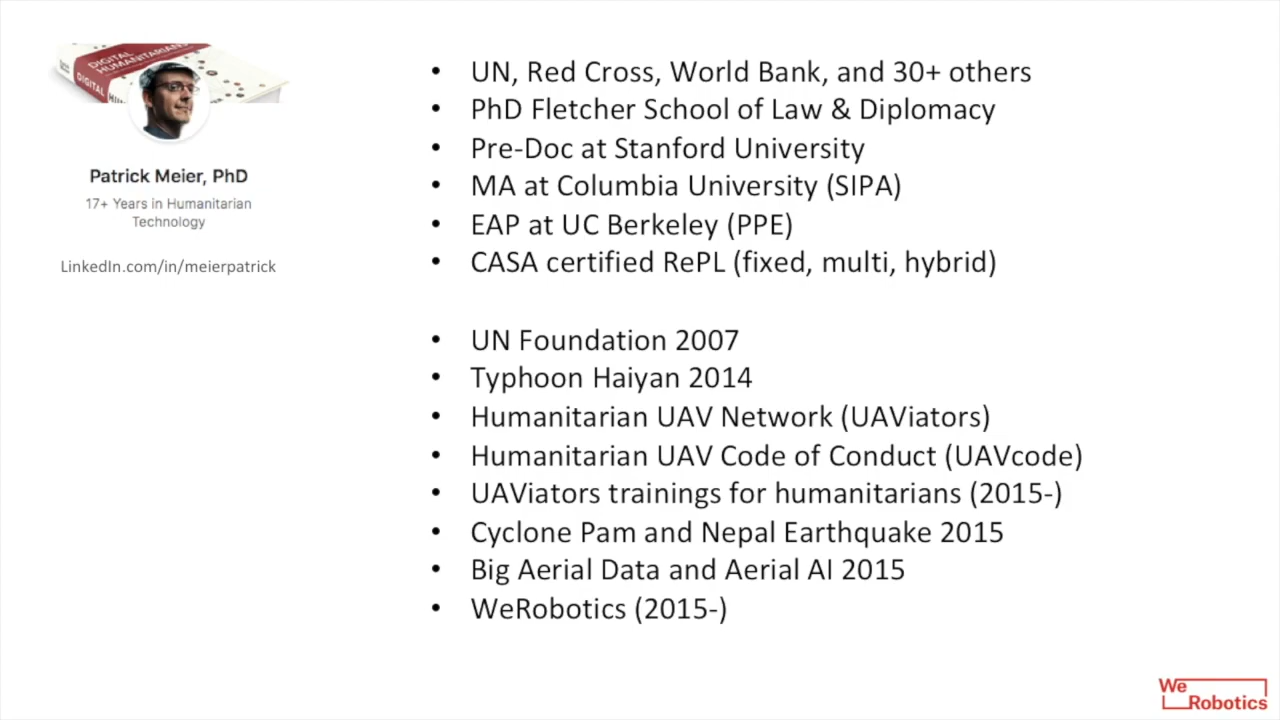 DIGITAL
HUMANITARIANS
DIGITAL
Patrick Meier, PhD
17+ Years in Humanitarian
Technology
LinkedIn.com/in/meierpatrick
• UN, Red Cross, World Bank, and 30+ others
• PhD Fletcher School of Law & Diplomacy
• Pre-Doc at Stanford University
• MA at Columbia University (SIPA)
• EAP at UC Berkeley (PPE)
• CASA certified RePL (fixed, multi, hybrid)
• UN Foundation 2007
• Typhoon Haiyan 2014
• Humanitarian UAV Network (UAViators)
• Humanitarian UAV Code of Conduct (UAVcode)
• UAViators trainings for humanitarians (2015-)
• Cyclone Pam and Nepal Earthquake 2015
• Big Aerial Data and Aerial AI 2015
• WeRobotics (2015-)
We
Robotics